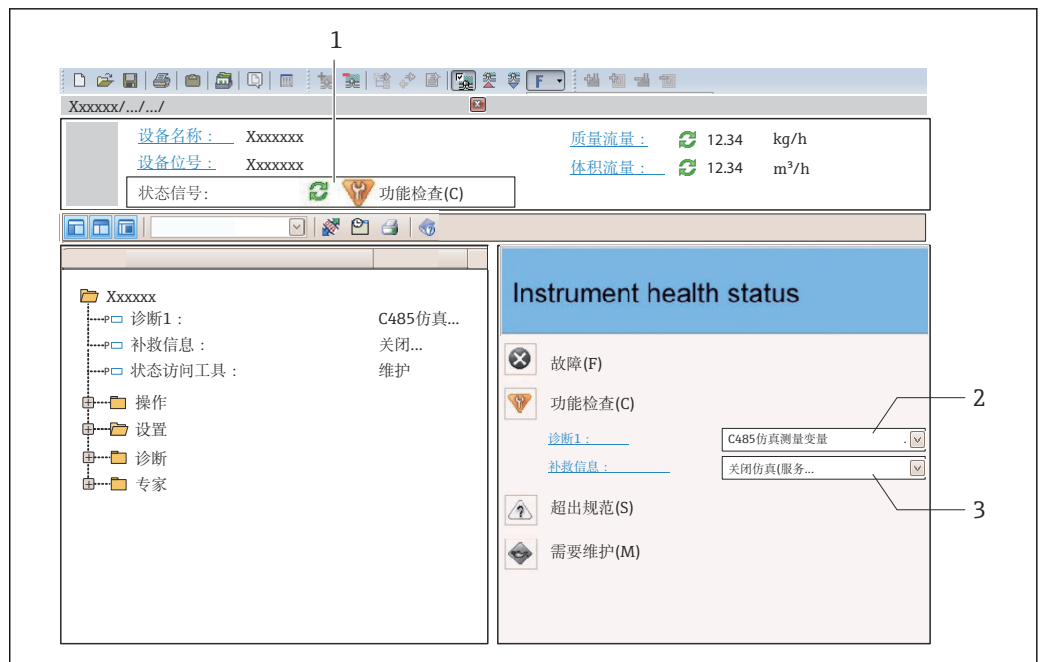 1
F
Xxxxxx/.../.../
设备名称： Xxxxxxx
质量流量： 12.34 kg/h
设备位号： Xxxxxxx
体积流量： 12.34 m³/h
状态信号: 功能检查(C)
Xxxxxx
诊断1： C485仿真...
补救信息： 关闭...
状态访问工具： 维护
操作
设置
诊断
专家
Instrument health status
故障(F)
功能检查(C)
2
诊断1： C485仿真测量变量 .
补救信息： 关闭仿真(服务...
超出规范(S)
3
需要维护(M)